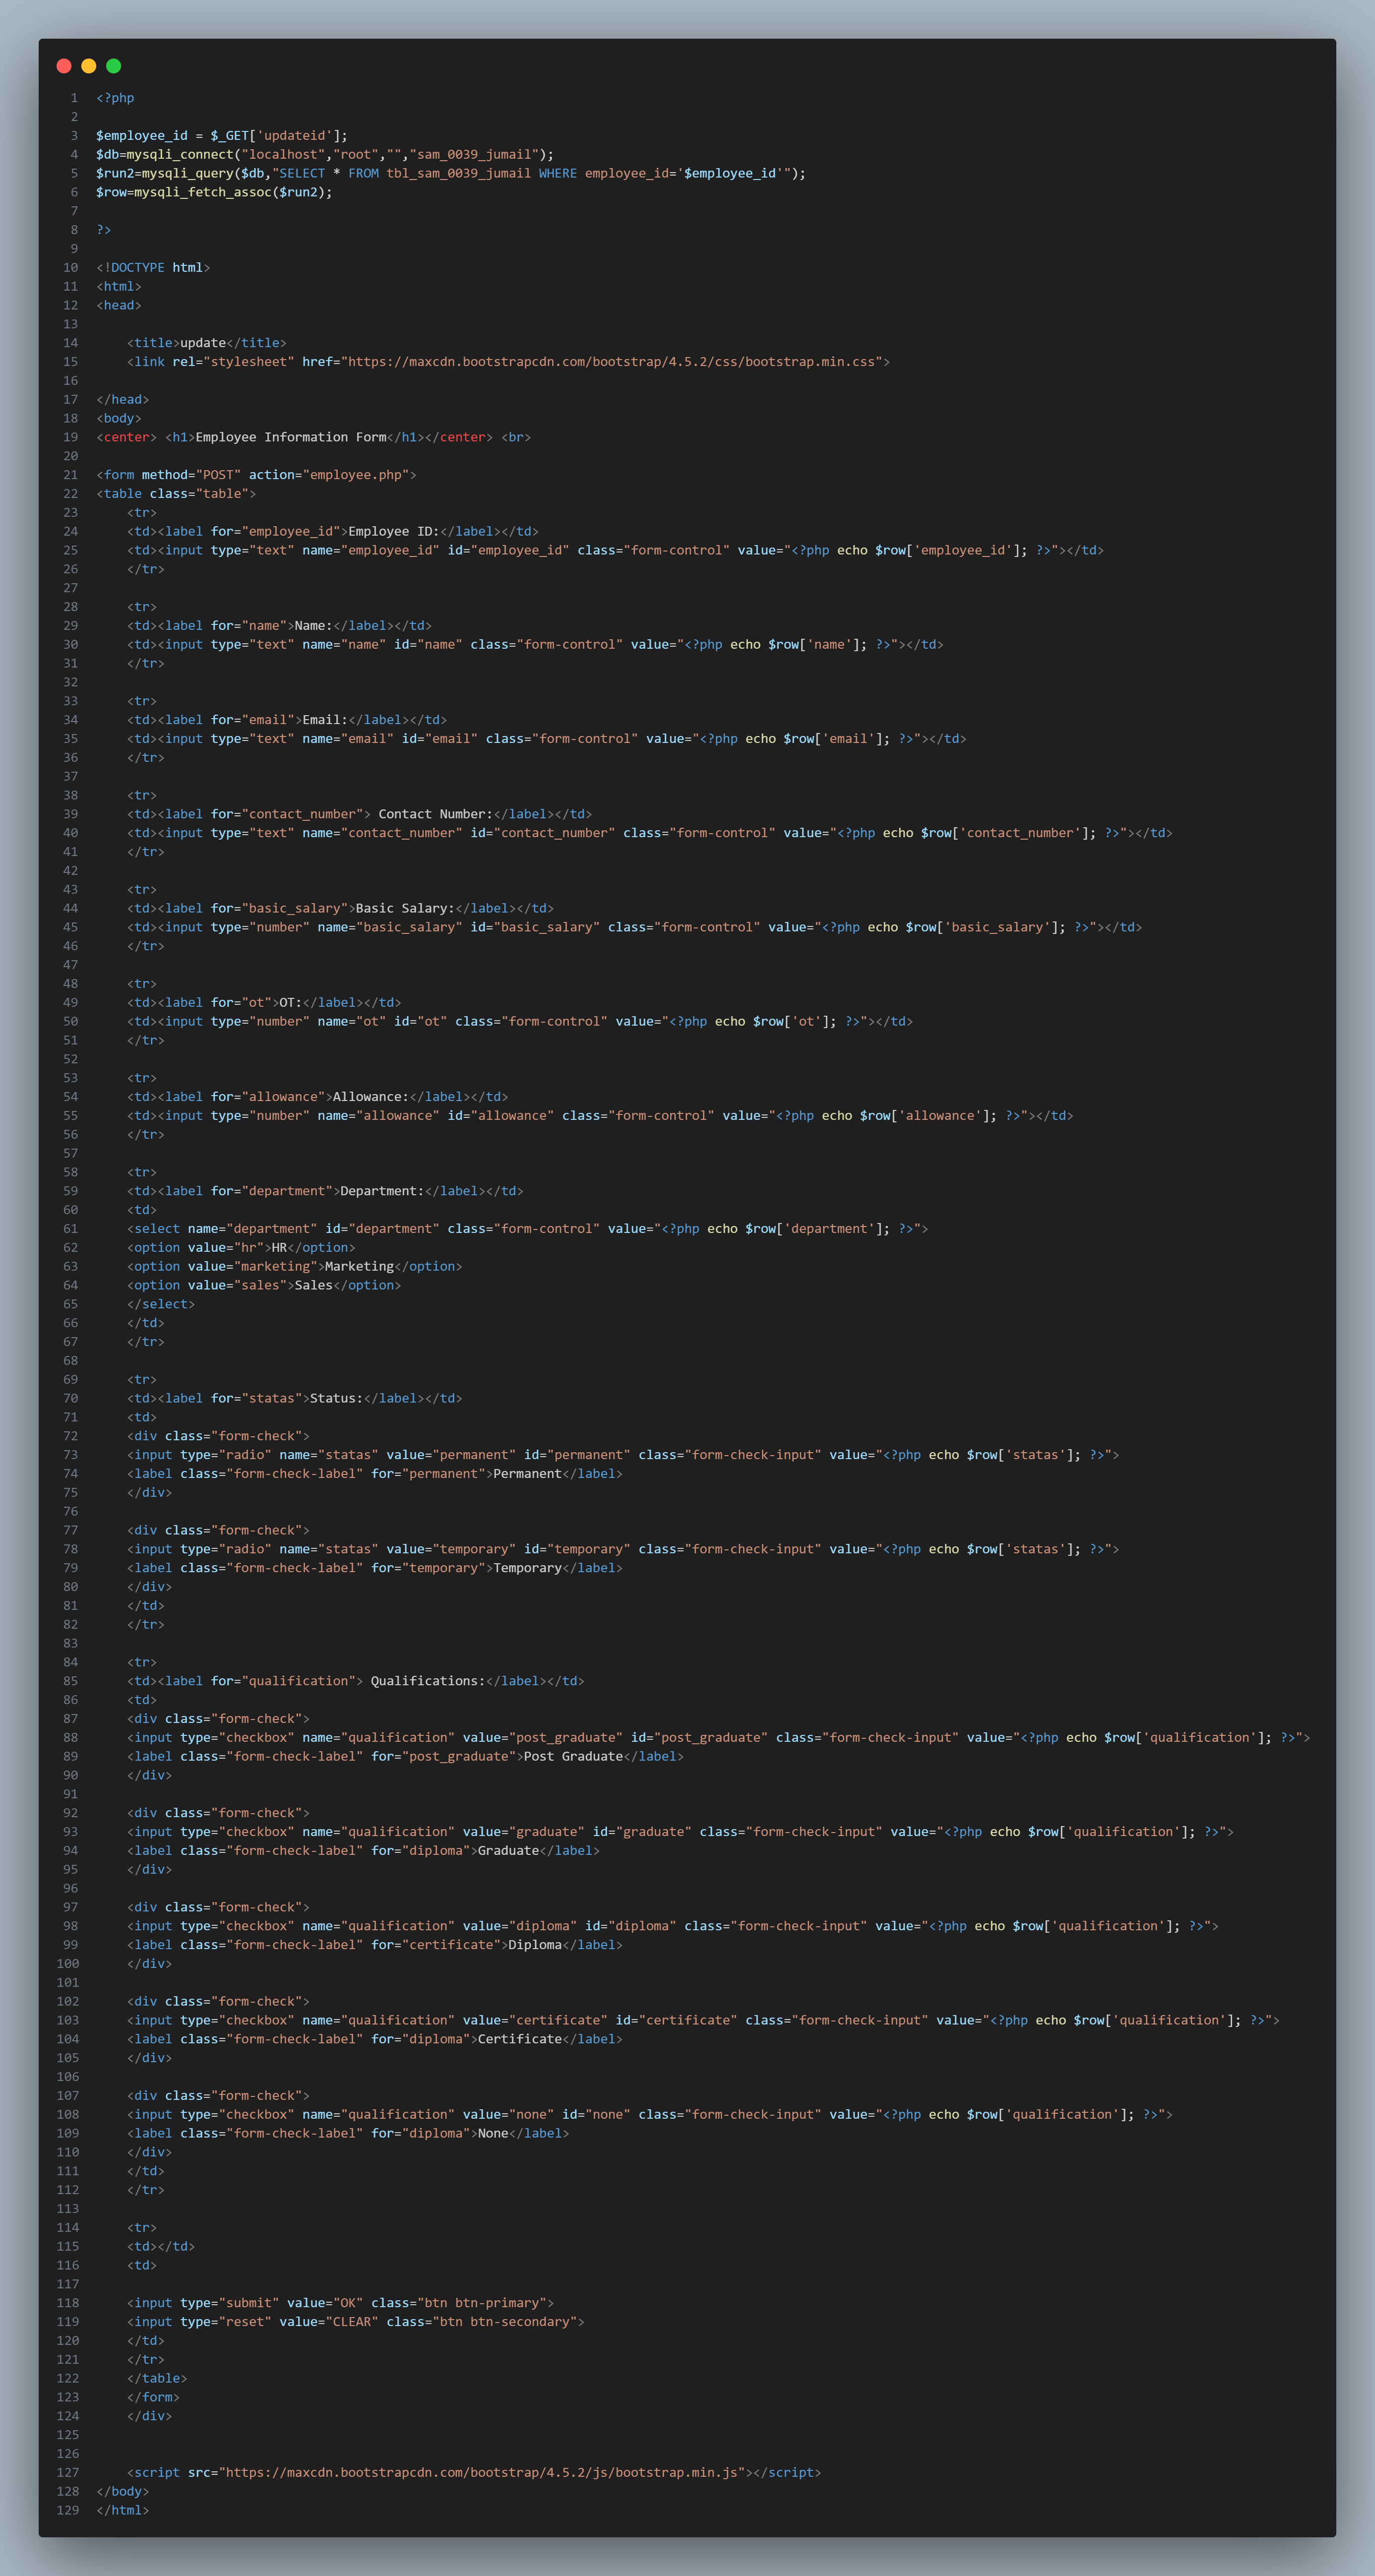 1 <?php
2
3 $employee_id = $_GET['updateid'];
4 $db=mysqli_connect("localhost","root","","sam_0039_jumail");
5 $run2=mysqli_query($db,"SELECT * FROM tbl_sam_0039_jumail WHERE employee_id='$employee_id'");
6 $row=mysqli_fetch_assoc($run2);
7
8 ?>
9
10 <!DOCTYPE html>
11 <html>
12 <head>
13
14     <title>update</title>
15     <link rel="stylesheet" href="https://maxcdn.bootstrapcdn.com/bootstrap/4.5.2/css/bootstrap.min.css">
16
17 </head>
18 <body>
19 <center> <h1>Employee Information Form</h1></center> <br>
20
21 <form method="POST" action="employee.php">
22 <table class="table">
23     <tr>
24     <td><label for="employee_id">Employee ID:</label></td>
25     <td><input type="text" name="employee_id" id="employee_id" class="form-control" value="<?php echo $row['employee_id']; ?>"></td>
26     </tr>
27
28     <tr>
29     <td><label for="name">Name:</label></td>
30     <td><input type="text" name="name" id="name" class="form-control" value="<?php echo $row['name']; ?>"></td>
31     </tr>
32
33     <tr>
34     <td><label for="email">Email:</label></td>
35     <td><input type="text" name="email" id="email" class="form-control" value="<?php echo $row['email']; ?>"></td>
36     </tr>
37
38     <tr>
39     <td><label for="contact_number"> Contact Number:</label></td>
40     <td><input type="text" name="contact_number" id="contact_number" class="form-control" value="<?php echo $row['contact_number']; ?>"></td>
41     </tr>
42
43     <tr>
44     <td><label for="basic_salary">Basic Salary:</label></td>
45     <td><input type="number" name="basic_salary" id="basic_salary" class="form-control" value="<?php echo $row['basic_salary']; ?>"></td>
46     </tr>
47
48     <tr>
49     <td><label for="ot">OT:</label></td>
50     <td><input type="number" name="ot" id="ot" class="form-control" value="<?php echo $row['ot']; ?>"></td>
51     </tr>
52
53     <tr>
54     <td><label for="allowance">Allowance:</label></td>
55     <td><input type="number" name="allowance" id="allowance" class="form-control" value="<?php echo $row['allowance']; ?>"></td>
56     </tr>
57
58     <tr>
59     <td><label for="department">Department:</label></td>
60     <td>
61     <select name="department" id="department" class="form-control" value="<?php echo $row['department']; ?>">
62     <option value="hr">HR</option>
63     <option value="marketing">Marketing</option>
64     <option value="sales">Sales</option>
65     </select>
66     </td>
67     </tr>
68
69     <tr>
70     <td><label for="statas">Status:</label></td>
71     <td>
72     <div class="form-check">
73     <input type="radio" name="statas" value="permanent" id="permanent" class="form-check-input" value="<?php echo $row['statas']; ?>">
74     <label class="form-check-label" for="permanent">Permanent</label>
75     </div>
76
77     <div class="form-check">
78     <input type="radio" name="statas" value="temporary" id="temporary" class="form-check-input" value="<?php echo $row['statas']; ?>">
79     <label class="form-check-label" for="temporary">Temporary</label>
80     </div>
81     </td>
82     </tr>
83
84     <tr>
85     <td><label for="qualification"> Qualifications:</label></td>
86     <td>
87     <div class="form-check">
88     <input type="checkbox" name="qualification" value="post_graduate" id="post_graduate" class="form-check-input" value="<?php echo $row['qualification']; ?>">
89     <label class="form-check-label" for="post_graduate">Post Graduate</label>
90     </div>
91
92     <div class="form-check">
93     <input type="checkbox" name="qualification" value="graduate" id="graduate" class="form-check-input" value="<?php echo $row['qualification']; ?>">
94     <label class="form-check-label" for="diploma">Graduate</label>
95     </div>
96
97     <div class="form-check">
98     <input type="checkbox" name="qualification" value="diploma" id="diploma" class="form-check-input" value="<?php echo $row['qualification']; ?>">
99     <label class="form-check-label" for="certificate">Diploma</label>
100     </div>
101
102     <div class="form-check">
103     <input type="checkbox" name="qualification" value="certificate" id="certificate" class="form-check-input" value="<?php echo $row['qualification']; ?>">
104     <label class="form-check-label" for="diploma">Certificate</label>
105     </div>
106
107     <div class="form-check">
108     <input type="checkbox" name="qualification" value="none" id="none" class="form-check-input" value="<?php echo $row['qualification']; ?>">
109     <label class="form-check-label" for="diploma">None</label>
110     </div>
111     </td>
112     </tr>
113
114     <tr>
115     <td></td>
116     <td>
117
118     <input type="submit" value="OK" class="btn btn-primary">
119     <input type="reset" value="CLEAR" class="btn btn-secondary">
120     </td>
121     </tr>
122     </table>
123     </form>
124     </div>
125
126
127     <script src="https://maxcdn.bootstrapcdn.com/bootstrap/4.5.2/js/bootstrap.min.js"></script>
128 </body>
129 </html>